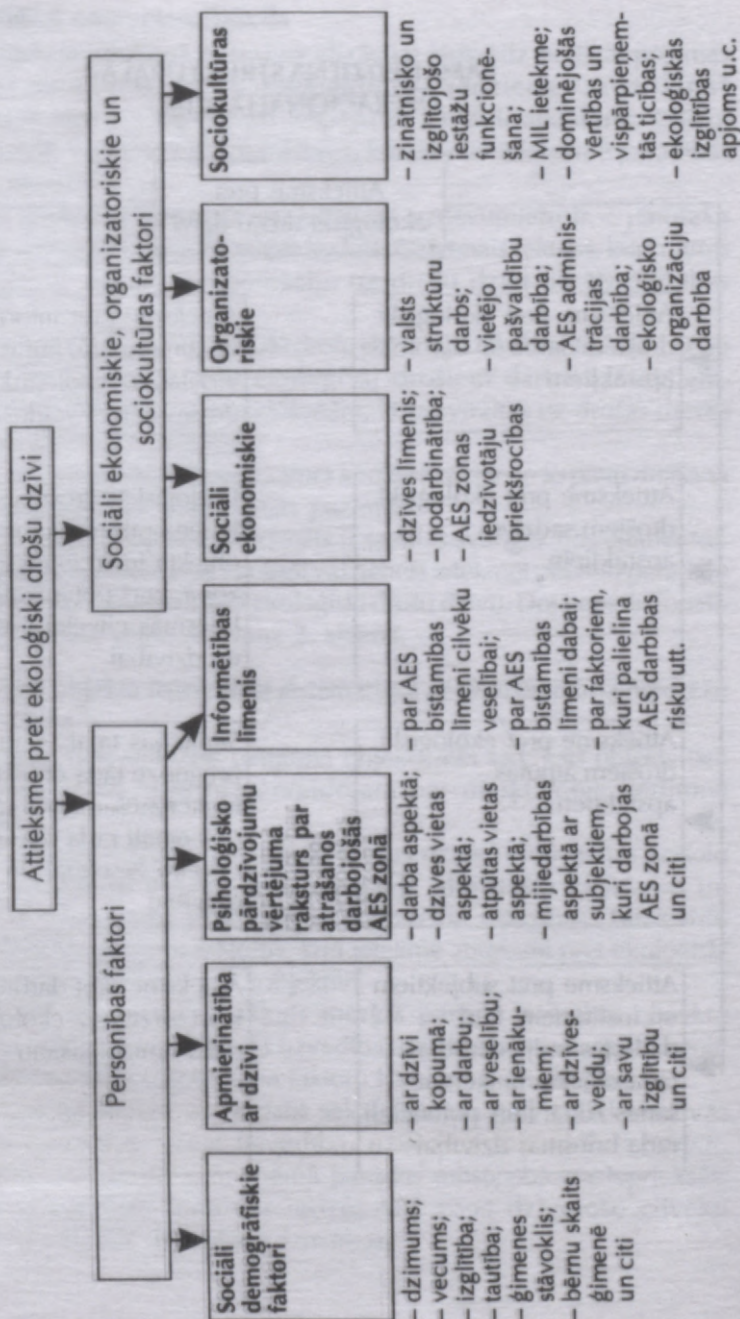 Attieksme pret ekoloģiski drošu dzīvi
Personības faktori
Sociāli ekonomiskie, organizatoriskie un
sociokultūras faktori
Sociāli
demogrāfiskie
faktori
– dzimums;
– vecums;
– izglītība;
– tautība;
– ģimenes
stāvoklis;
– bērnu skaits
ģimenē
un citi
Apmierinātība
ar dzīvi
– ar dzīvi
kopumā;
– ar darbu;
– ar veselību;
– ar ienāku-
miem;
– ar dzīves-
veidu;
– ar savu
izglītību
un citi
Psiholoģisko
pārdzīvojumu
vērtējuma
raksturs par
atrašanos
darbojošās
AES zonā
– darba aspektā;
– dzīves vietas
aspektā;
– atpūtas vietas
aspektā;
– mijiedarbības
aspektā ar
subjektiem,
kuri darbojas
AES zonā
un citi
Informētības
līmenis
– par AES
bīstamības
līmeni cilvēku
veselībai;
– par AES
bīstamības
līmeni dabai;
– par faktoriem,
kuri palielina
AES darbības
risku utt.
Sociāli
ekonomiskie
– dzīves līmenis;
– nodarbinātība;
– AES zonas
iedzīvotāju
priekšrocības
Organizato-
riskie
– valsts
struktūru
darbs;
– vietējo
pašvaldību
darbība;
– AES adminis-
trācijas
darbība;
– ekoloģisko
organizāciju
darbība
Sociokultūras
– zinātnisko un
izglītojošo
iestāžu
funkcionē-
šana;
– MIL ietekme;
– dominējošās
vērtības un
vispārpieņem-
tās ticības;
– ekoloģiskās
izglītības
apjoms u.c.